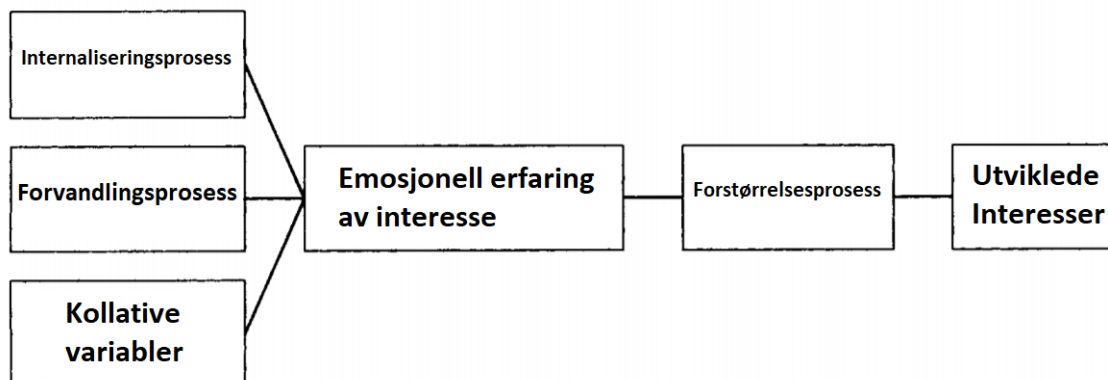 Internaliseringsprosess
Forvandlingsprosess
Kollative
variabler
Emosjonell erfaring
av interesse
Forstørrelsesprosess
Utviklede
Interesser